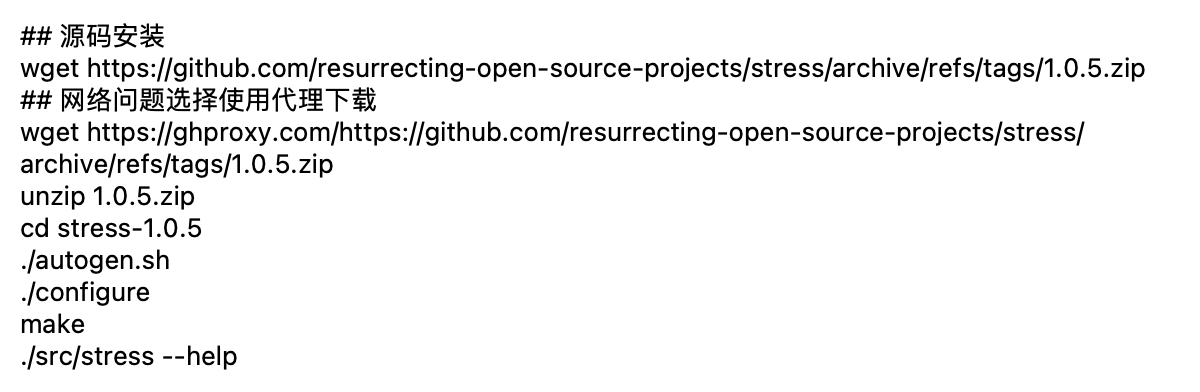 ## 源码安装
wget https://github.com/resurrecting-open-source-projects/stress/archive/refs/tags/1.0.5.zip
## 网络问题选择使用代理下载
wget https://ghproxy.com/https://github.com/resurrecting-open-source-projects/stress/
archive/refs/tags/1.0.5.zip
unzip 1.0.5.zip
cd stress-1.0.5
./autogen.sh
./configure
make
./src/stress --help